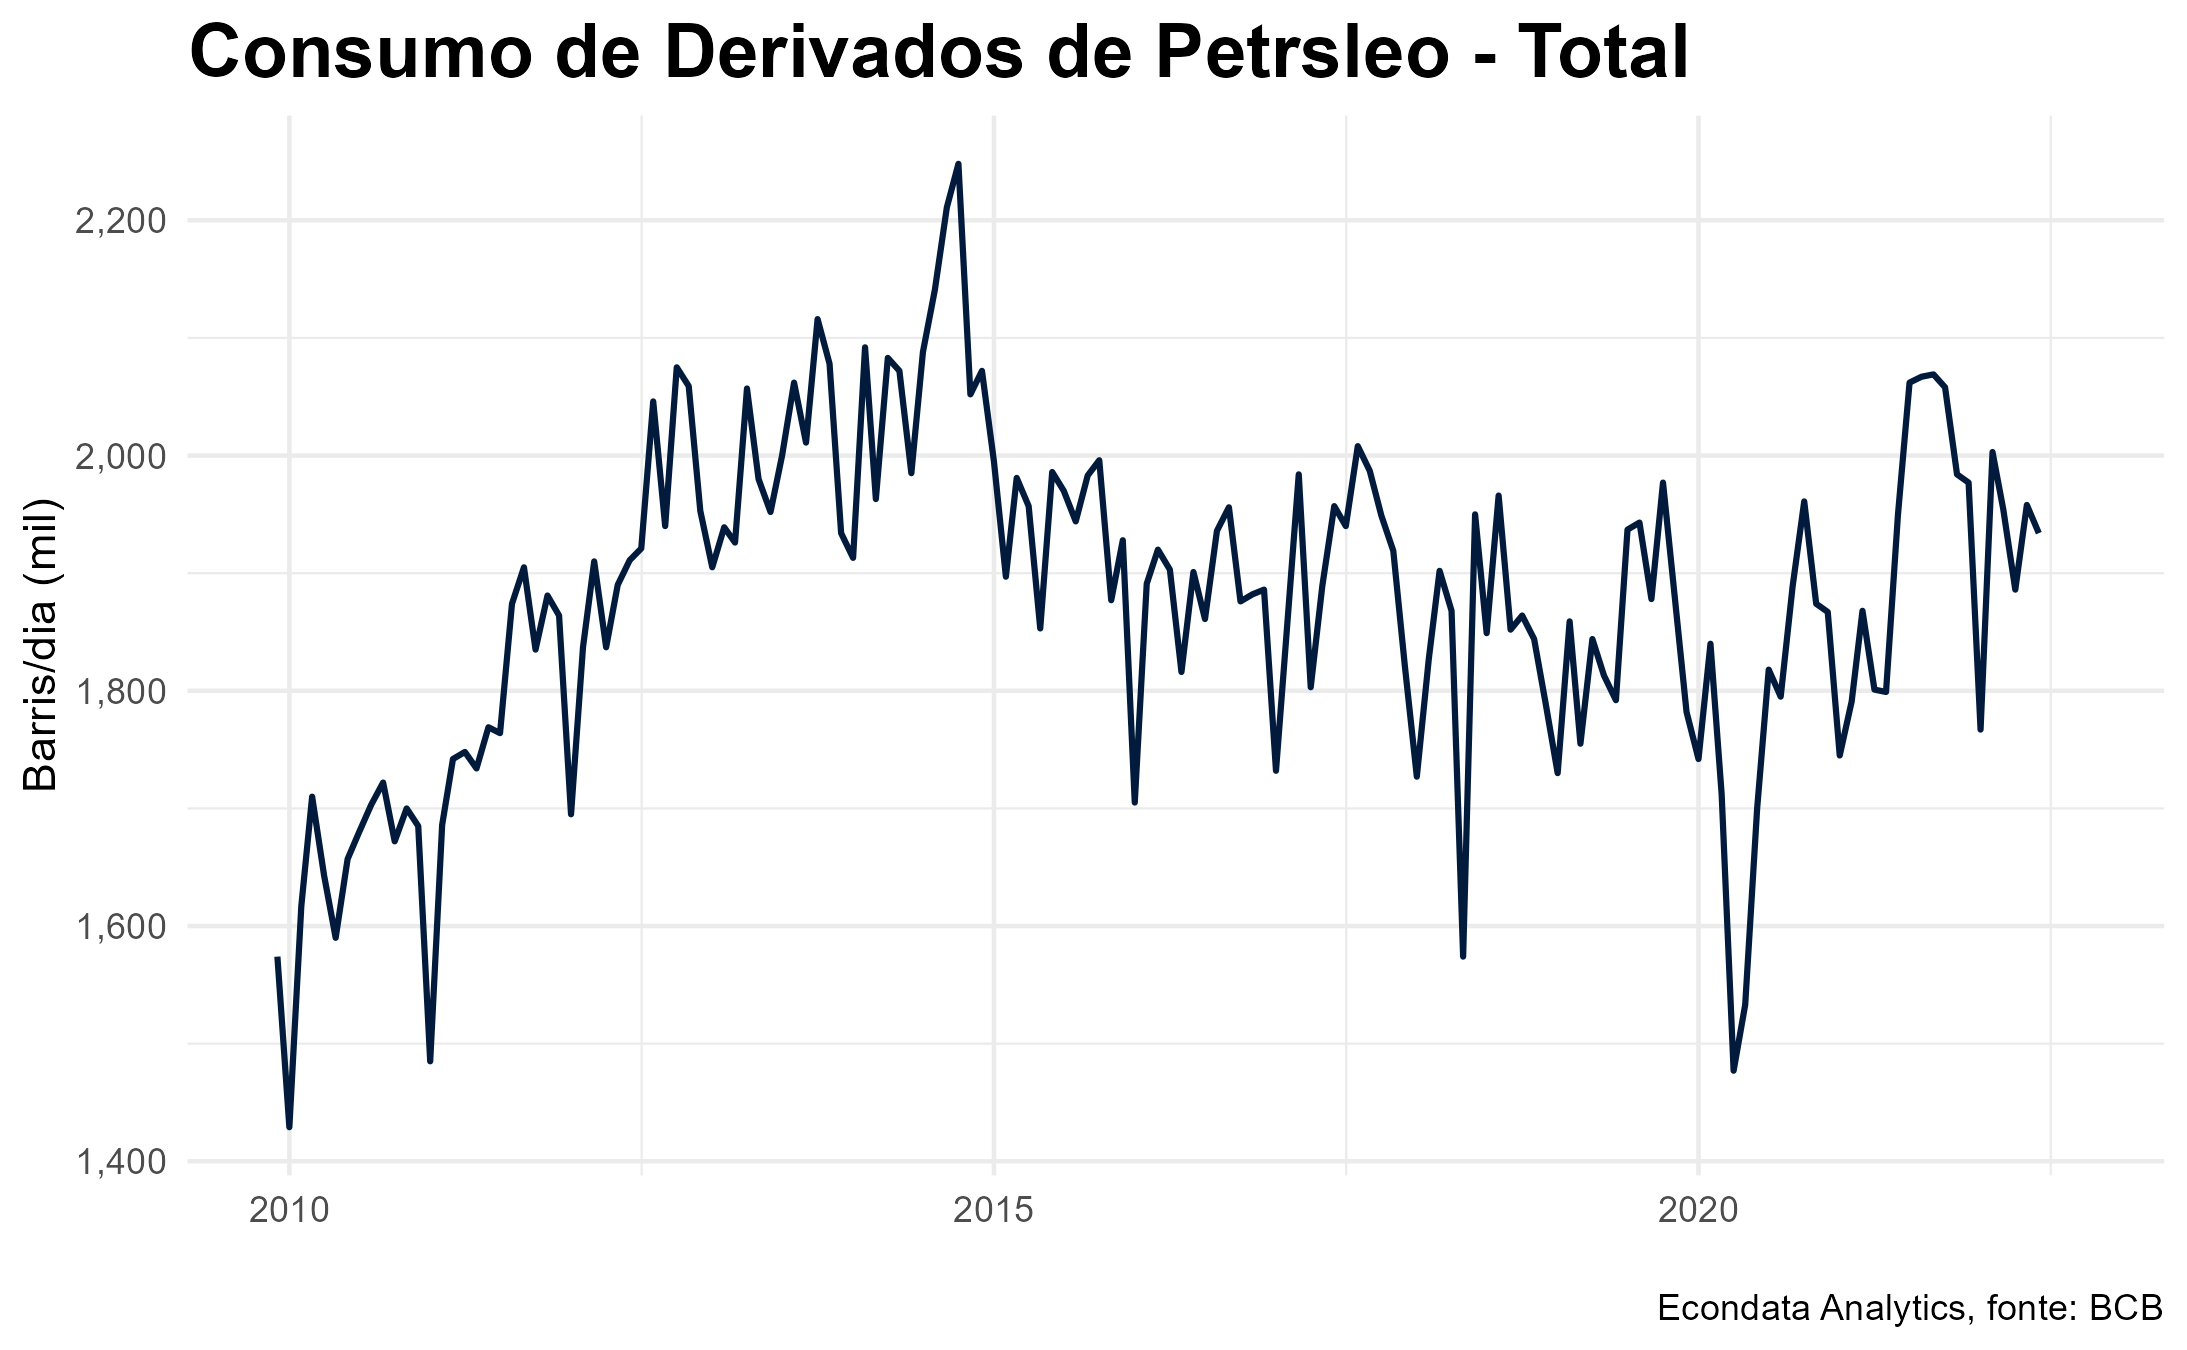 Consumo de Derivados de Petrsleo - Total
Barris/dia (mil)
2,200
2,000
1,800
1,600
1,400
2010
2015
2020
Econdata Analytics, fonte: BCB